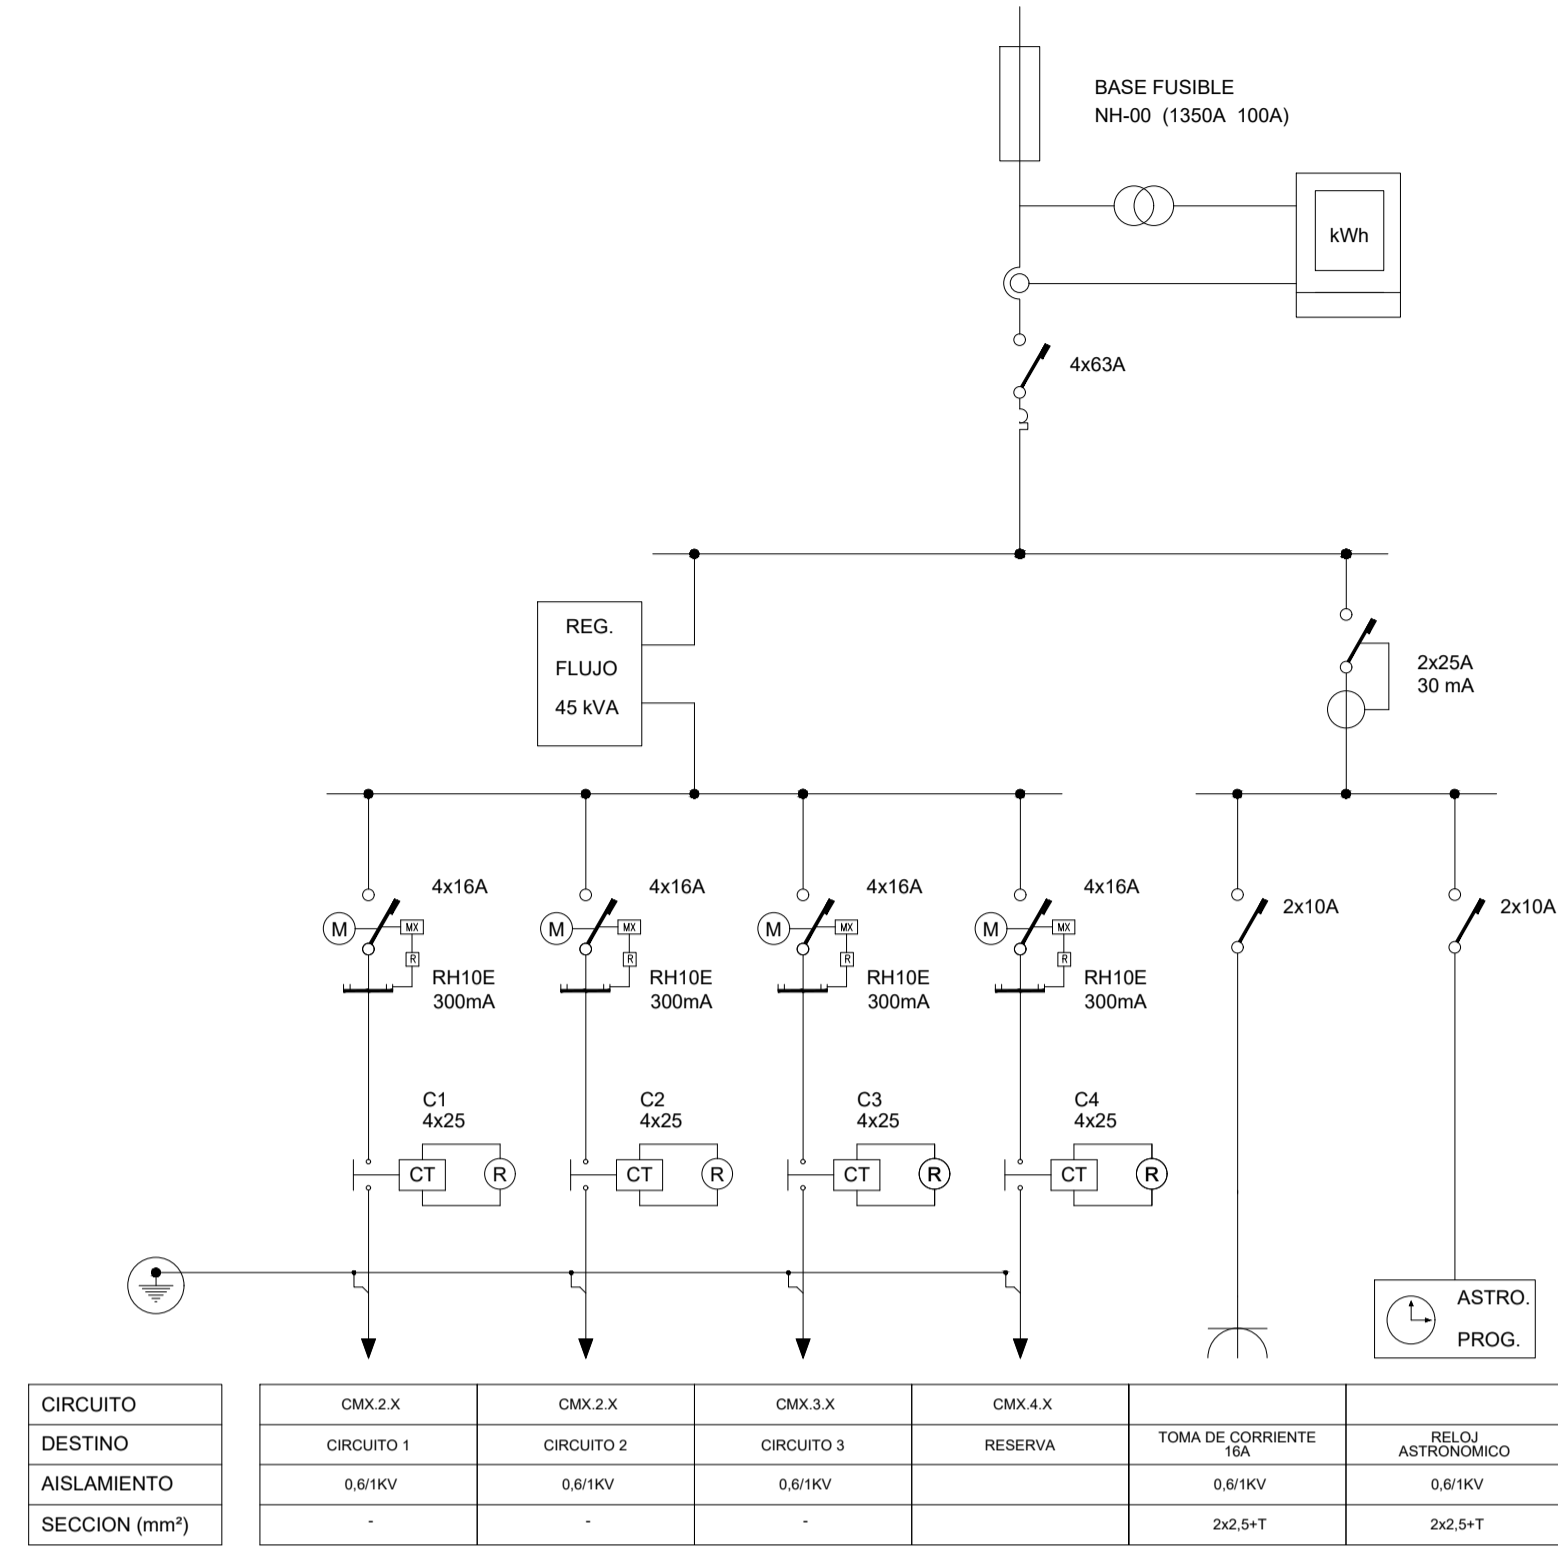 BASE FUSIBLE
NH-00 (1350A 100A)
kWh
4x63A
REG.
FLUJO
45 kVA
2x25A
30 mA
4x16A
4x16A
4x16A
4x16A
2x10A
2x10A
M
MX
M
MX
M
MX
M
MX
R
R
R
R
RH10E
300mA
RH10E
300mA
RH10E
300mA
RH10E
300mA
C1
4x25
C2
4x25
C3
4x25
C4
4x25
CT
R
CT
R
CT
R
CT
R
ASTRO.
PROG.
CIRCUITO CMX.2.X CMX.2.X CMX.3.X CMX.4.X
DESTINO CIRCUITO 1 CIRCUITO 2 CIRCUITO 3 RESERVA
TOMA DE CORRIENTE
16A
RELOJ
ASTRONOMICO
AISLAMIENTO 0,6/1KV 0,6/1KV 0,6/1KV 0,6/1KV 0,6/1KV
SECCION (mm²) - - - 2x2,5+T 2x2,5+T